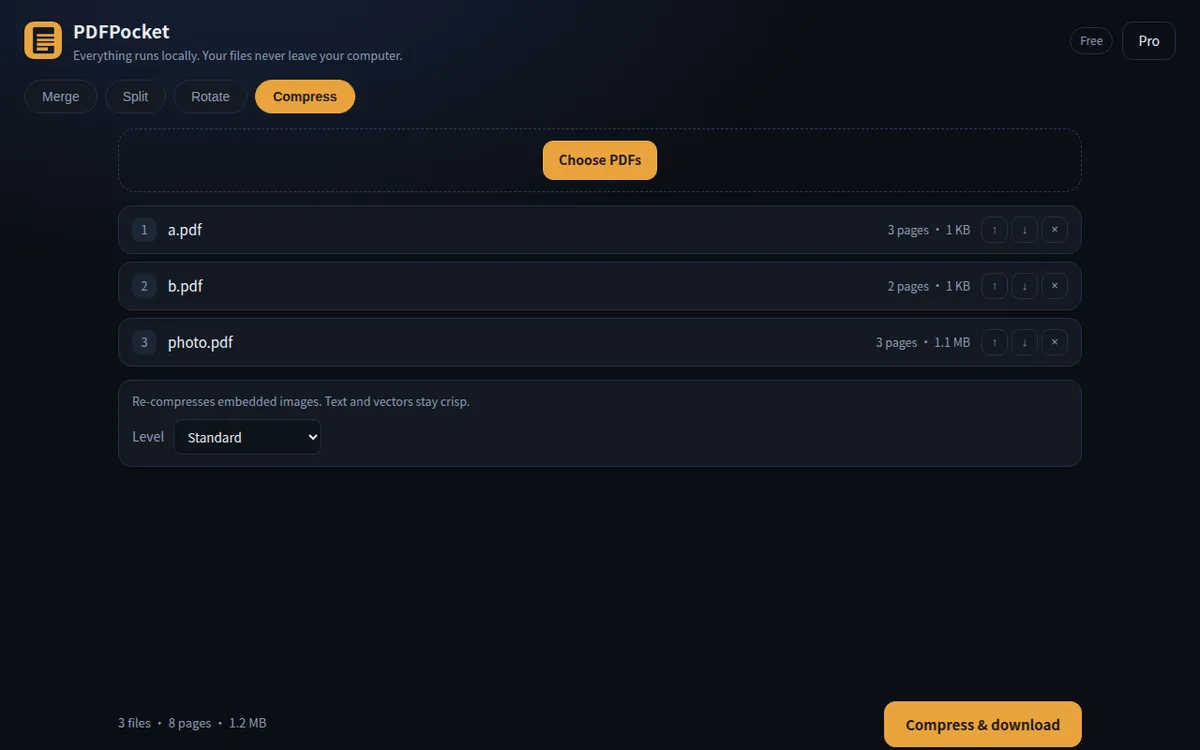 PDFPocket
Everything runs locally. Your files never leave your computer.
Free
Pro
Merge
Split
Rotate
Compress
Choose PDFs
1 a.pdf 3 pages • 1 KB ↑ ↓ ×
2 b.pdf 2 pages • 1 KB ↑ ↓ ×
3 photo.pdf 3 pages • 1.1 MB ↑ ↓ ×
Re-compresses embedded images. Text and vectors stay crisp.
Level Standard
3 files • 8 pages • 1.2 MB
Compress & download